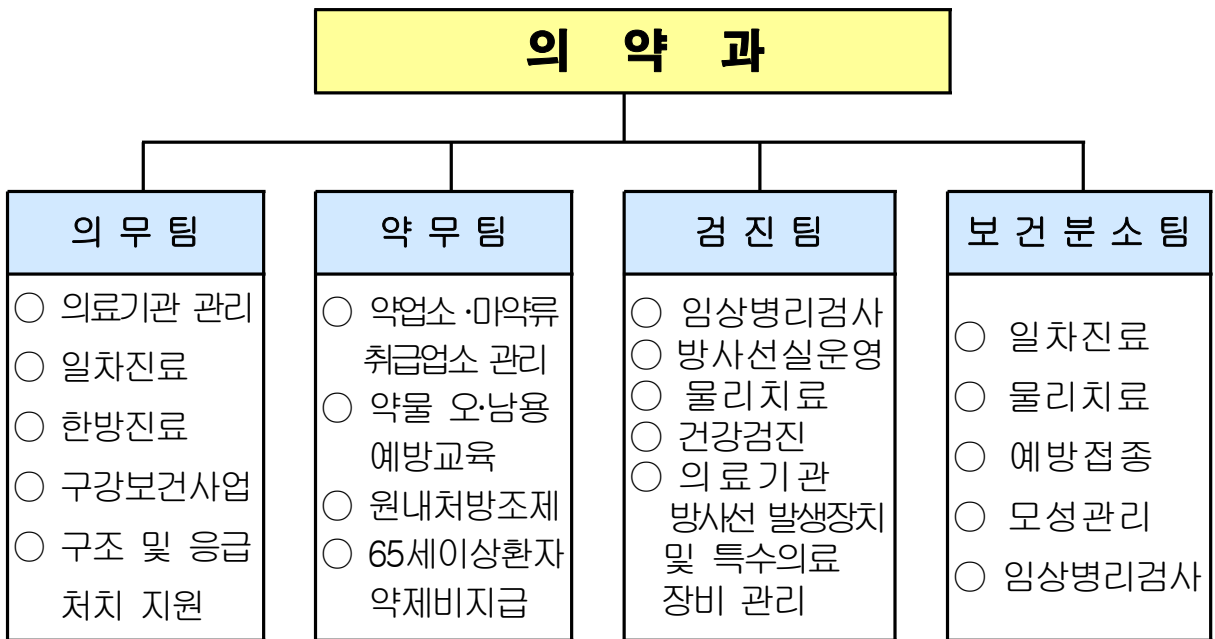 의 약 과
의 무 팀
○ 의료기관 관리
○ 일차진료
○ 한방진료
○ 구강보건사업
○ 구조 및 응급
처치 지원
약 무 팀
○ 약업소·마약류
취급업소 관리
○ 약물 오·남용
예방교육
○ 원내처방조제
○ 65세이상환자
약제비지급
검 진 팀
○ 임상병리검사
○ 방사선실운영
○ 물리치료
○ 건강검진
○ 의료기관
방사선 발생장치
및 특수의료
장비 관리
보 건 분 소 팀
○ 일차진료
○ 물리치료
○ 예방접종
○ 모성관리
○ 임상병리검사